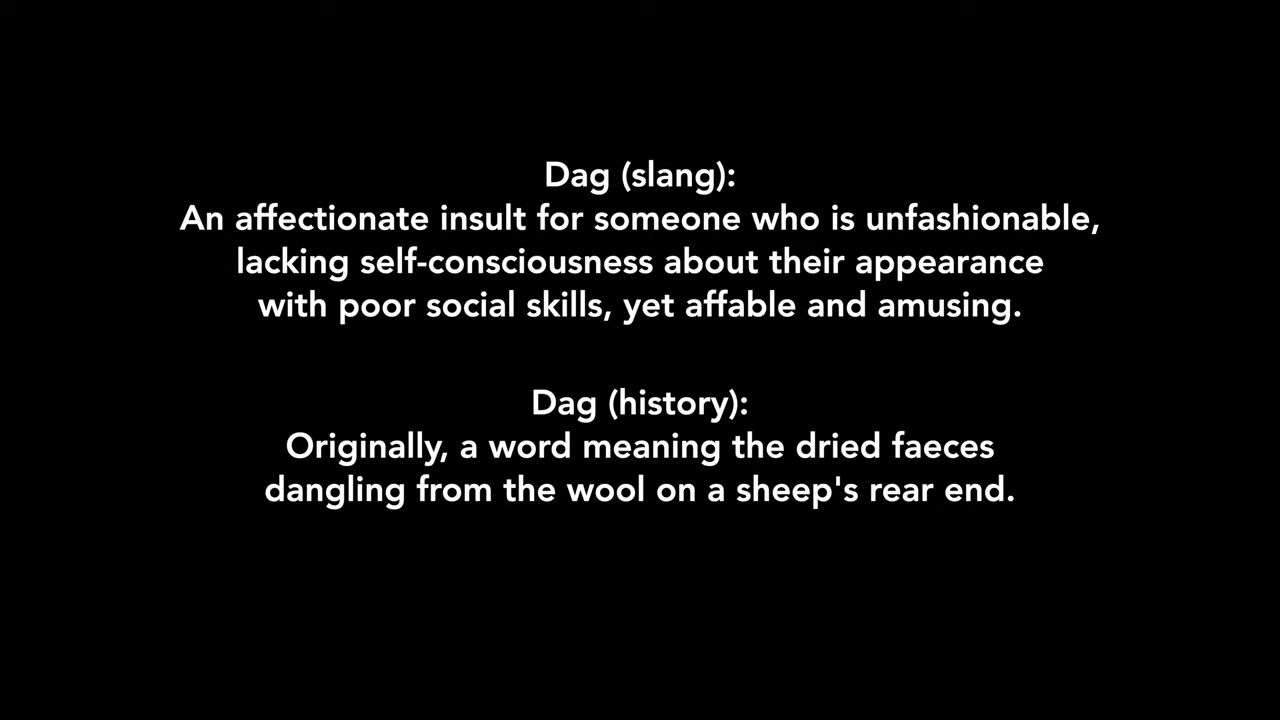 Dag (slang):
An affectionate insult for someone who is unfashionable,
lacking self-consciousness about their appearance
with poor social skills, yet affable and amusing.
Dag (history):
Originally, a word meaning the dried faeces
dangling from the wool on a sheep's rear end.